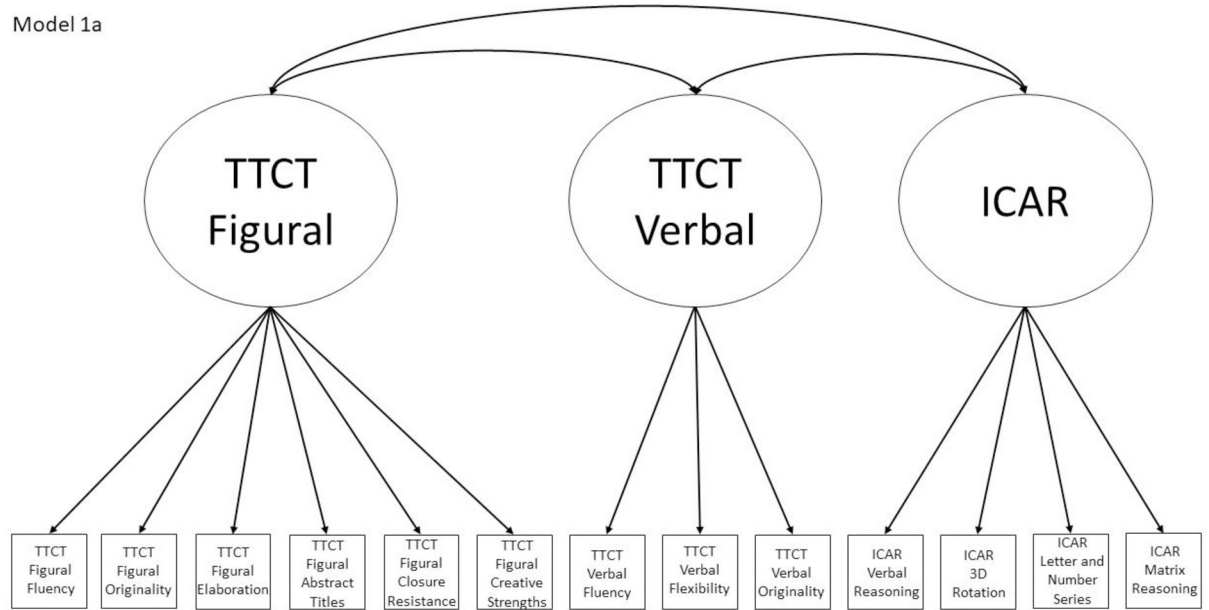 Model 1a
TTCT
Figural
TTCT
Verbal
ICAR
TTCT
Figural
Fluency
TTCT
Figural
Originality
TTCT
Figural
Elaboration
TTCT
Figural
Abstract
Titles
TTCT
Figural
Closure
Resistance
TTCT
Figural
Creative
Strengths
TTCT
Verbal
Fluency
TTCT
Verbal
Flexibility
TTCT
Verbal
Originality
ICAR
Verbal
Reasoning
ICAR
3D
Rotation
ICAR
Letter and
Number
Series
ICAR
Matrix
Reasoning